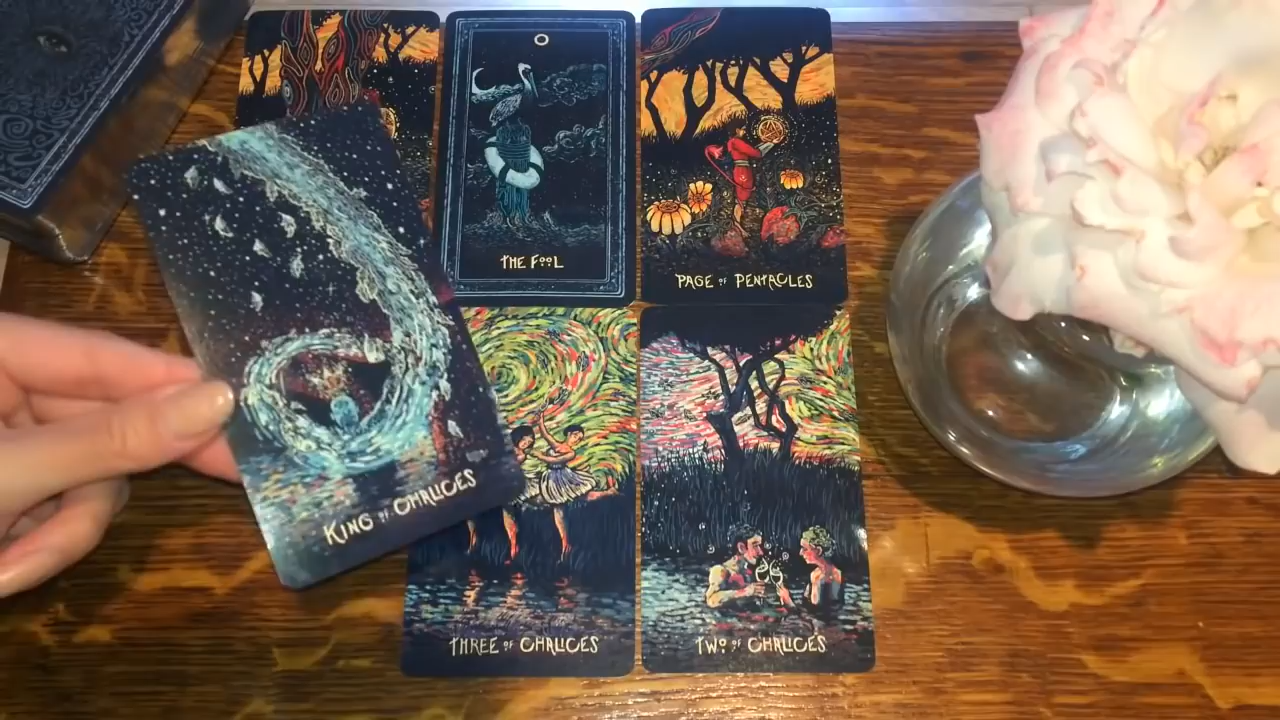 THE FOOL
PAGE OF PENTACLES
KING OF CHALICES
THREE OF CHALICES
TWO OF CHALICES